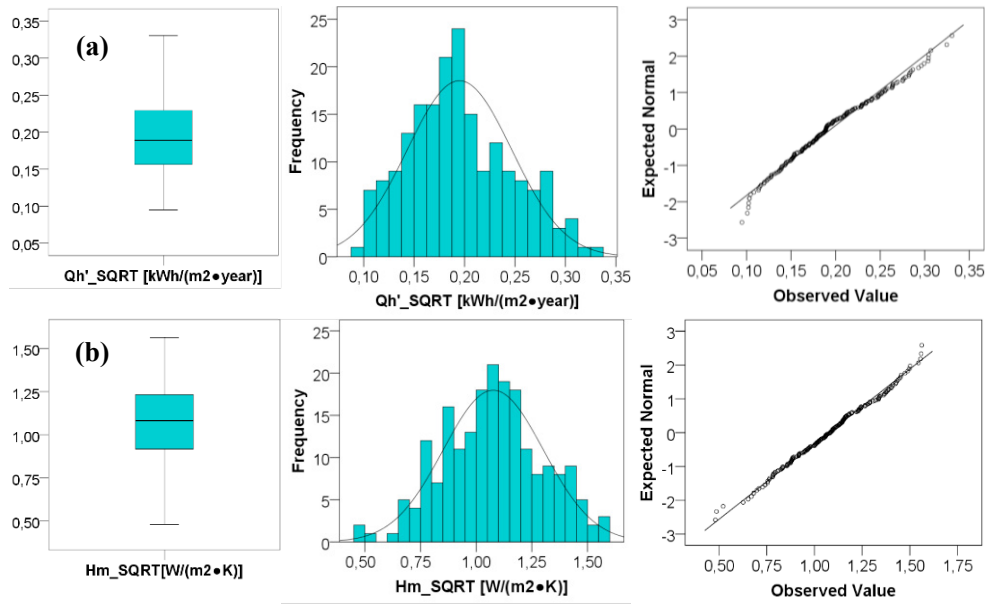 (a)
0,35
0,30
0,25
0,20
0,15
0,10
0,05
Qh'_SQRT [kWh/(m2●year)]
Frequency
25
20
15
10
5
0
0,10 0,15 0,20 0,25 0,30 0,35
Qh'_SQRT [kWh/(m2●year)]
Expected Normal
3
2
1
0
-1
-2
-3
0,05 0,10 0,15 0,20 0,25 0,30 0,35
Observed Value
(b)
1,50
1,25
1,00
0,75
0,50
Hm_SQRT[W/(m2●K)]
Frequency
25
20
15
10
5
0
0,50 0,75 1,00 1,25 1,50
Hm_SQRT [W/(m2●K)]
Expected Normal
3
2
1
0
-1
-2
-3
0,50 0,75 1,00 1,25 1,50 1,75
Observed Value